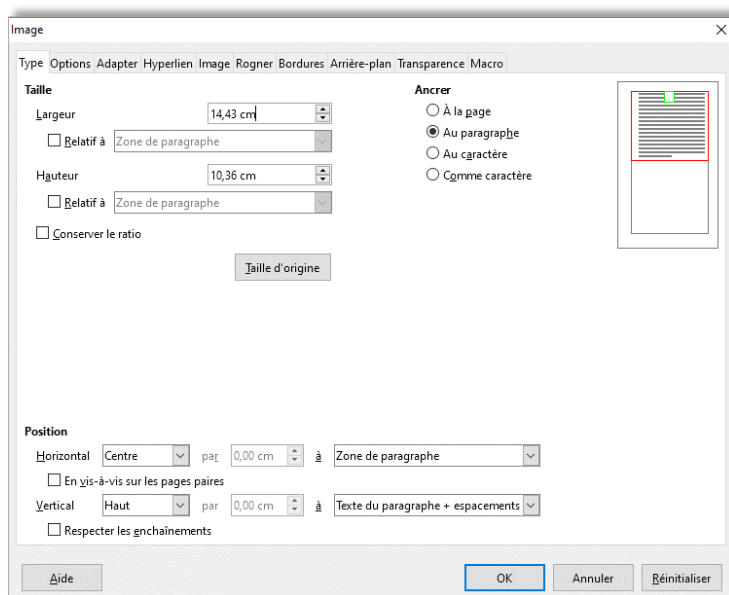 Image
Type Options Adapter Hyperlien Image Rogner Bordures Arrière-plan Transparence Macro
Taille
Largeur 14,43 cm
Relatif à Zone de paragraphe
Hauteur 10,36 cm
Relatif à Zone de paragraphe
Conserver le ratio
Taille d'origine
Ancrer
À la page
Au paragraphe
Au caractère
Comme caractère
Position
Horizontal Centre par 0,00 cm à Zone de paragraphe
En vis-à-vis sur les pages paires
Vertical Haut par 0,00 cm à Texte du paragraphe + espacements
Respecter les enchaînements
Aide OK Annuler Réinitialiser